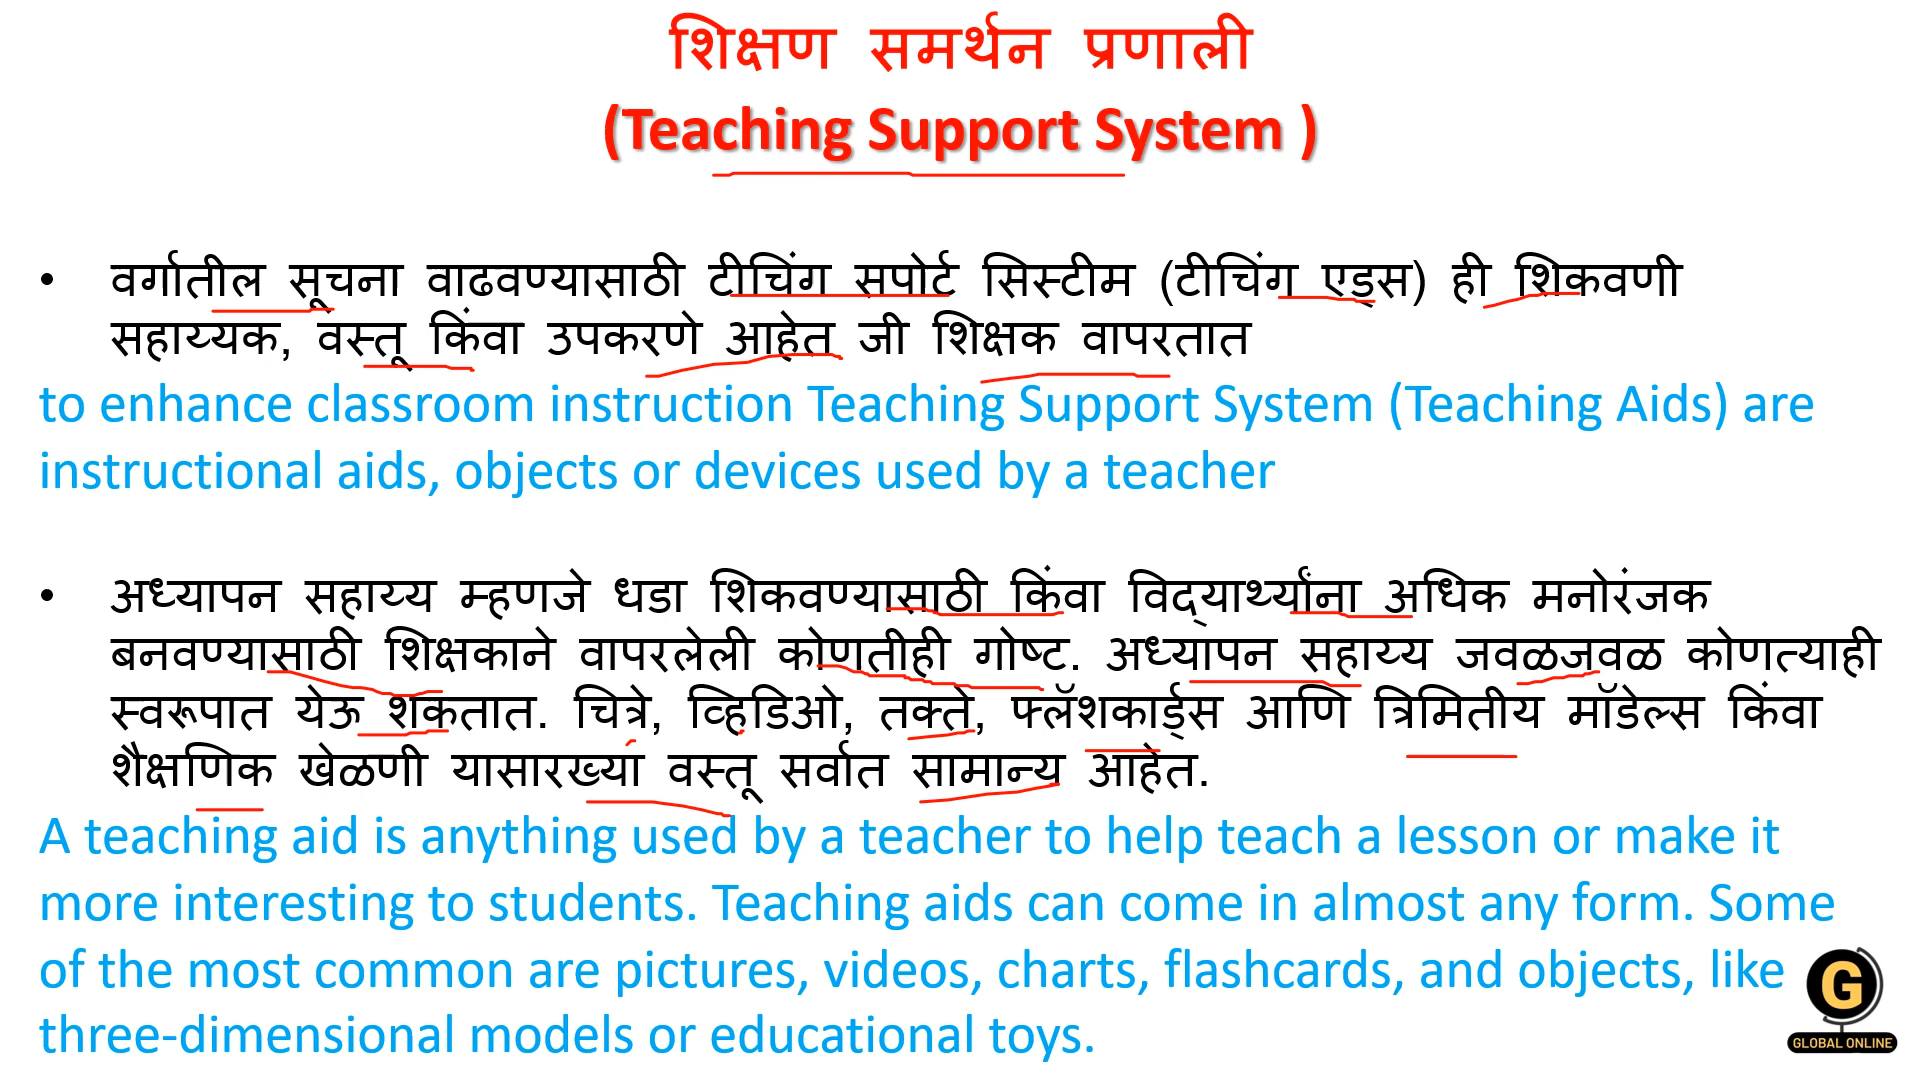 शिक्षण समर्थन प्रणाली
(Teaching Support System )
• वर्गातील सूचना वाढवण्यासाठी टीचिंग सपोर्ट सिस्टीम (टीचिंग एड्स) ही शिकवणी
सहाय्यक, वस्तू किंवा उपकरणे आहेत जी शिक्षक वापरतात
to enhance classroom instruction Teaching Support System (Teaching Aids) are
instructional aids, objects or devices used by a teacher
• अध्यापन सहाय्य म्हणजे धडा शिकवण्यासाठी किंवा विद्यार्थ्यांना अधिक मनोरंजक
बनवण्यासाठी शिक्षकाने वापरलेली कोणतीही गोष्ट. अध्यापन सहाय्य जवळजवळ कोणत्याही
स्वरूपात येऊ शकतात. चित्रे, व्हिडिओ, तक्ते, फ्लॅशकार्ड्स आणि त्रिमितीय मॉडेल्स किंवा
शैक्षणिक खेळणी यासारख्या वस्तू सर्वात सामान्य आहेत.
A teaching aid is anything used by a teacher to help teach a lesson or make it
more interesting to students. Teaching aids can come in almost any form. Some
of the most common are pictures, videos, charts, flashcards, and objects, like
three-dimensional models or educational toys.
G
GLOBAL ONLINE